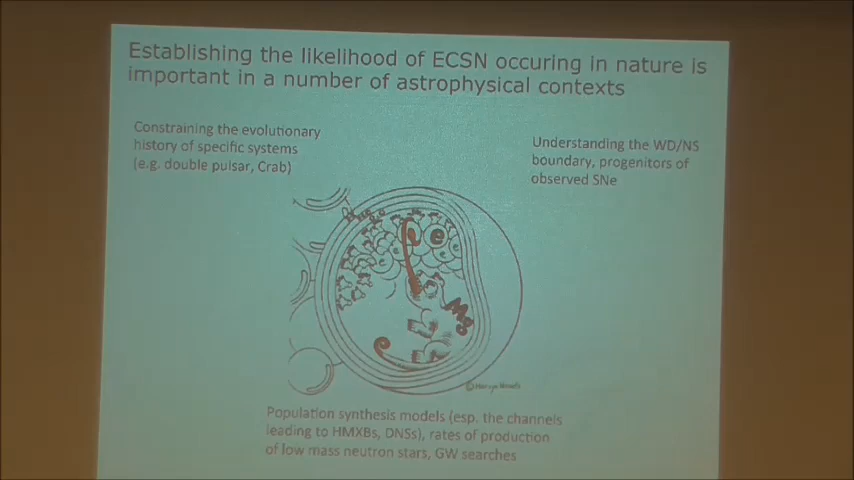 Establishing the likelihood of ECSN occuring in nature is
important in a number of astrophysical contexts
Constraining the evolutionary
history of specific systems
(e.g. double pulsar, Crab)
Understanding the WD/NS
boundary, progenitors of
observed SNe
e
Mg
e
Population synthesis models (esp. the channels
leading to HMXBs, DNSs), rates of production
of low mass neutron stars, GW searches